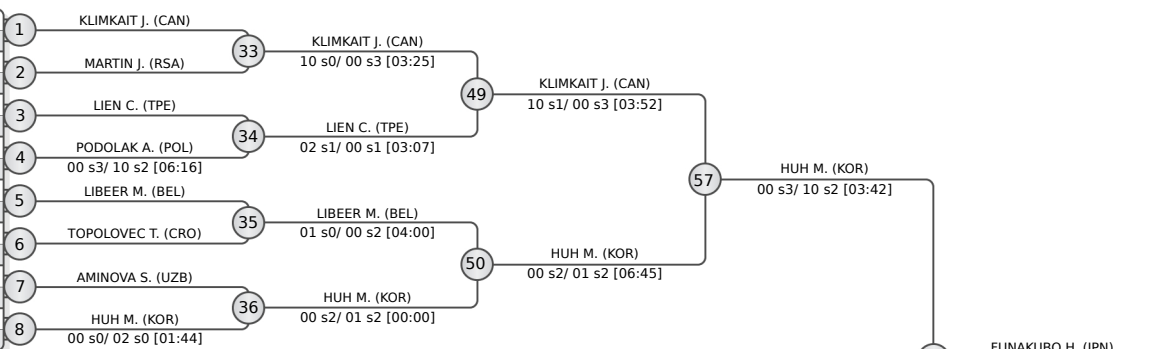 1
KLIMKAIT J. (CAN)
2
MARTIN J. (RSA)
33
KLIMKAIT J. (CAN)
10 s0/ 00 s3 [03:25]
3
LIEN C. (TPE)
4
PODOLAK A. (POL)
00 s3/ 10 s2 [06:16]
34
LIEN C. (TPE)
02 s1/ 00 s1 [03:07]
49
KLIMKAIT J. (CAN)
10 s1/ 00 s3 [03:52]
5
LIBEER M. (BEL)
6
TOPOLOVEC T. (CRO)
35
LIBEER M. (BEL)
01 s0/ 00 s2 [04:00]
7
AMINOVA S. (UZB)
8
HUH M. (KOR)
00 s0/ 02 s0 [01:44]
36
HUH M. (KOR)
00 s2/ 01 s2 [00:00]
50
HUH M. (KOR)
00 s2/ 01 s2 [06:45]
57
HUH M. (KOR)
00 s3/ 10 s2 [03:42]
FUNAKUBO H. (JPN)